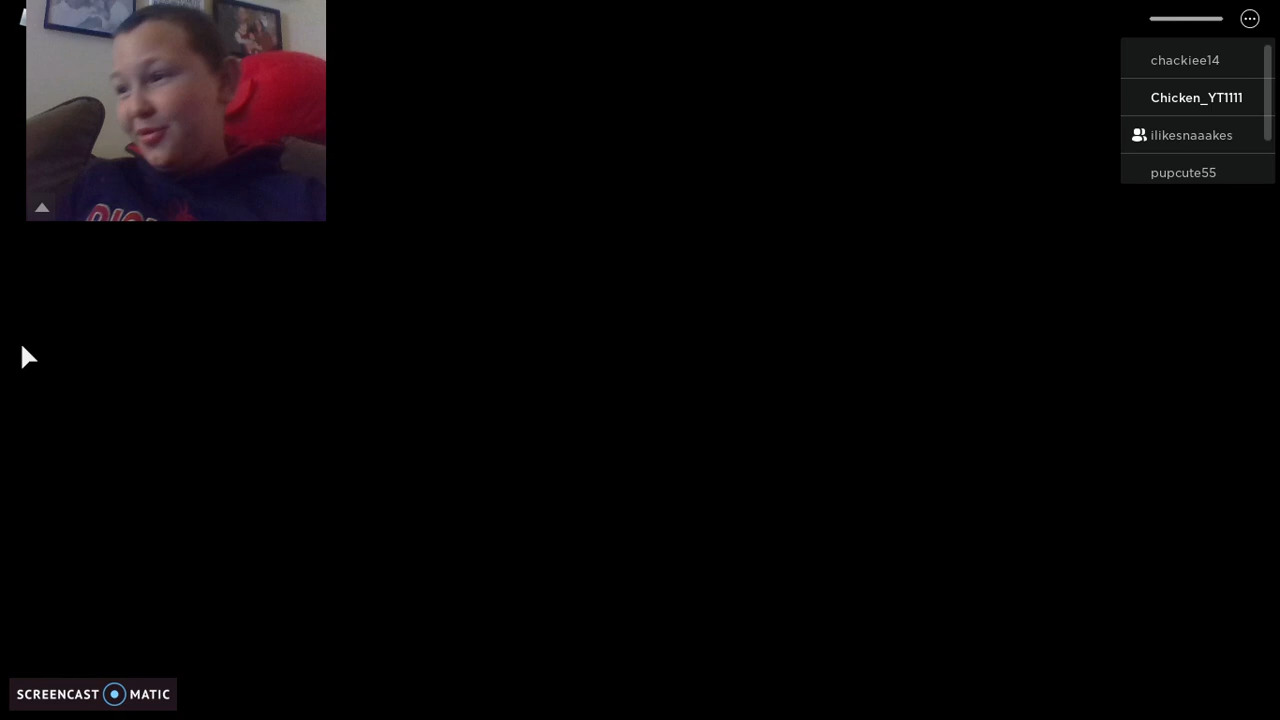 chackiee14
Chicken_YT1111
ilikesnaaakes
pupcute55
SCREENCAST MATIC